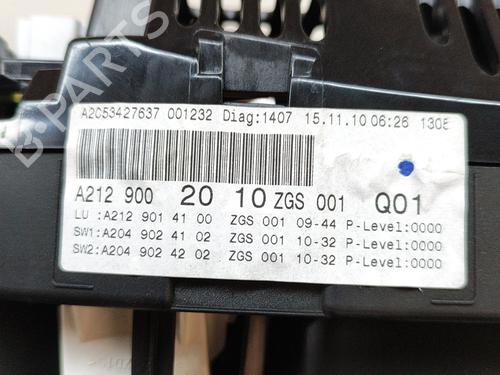 A2C53427637 001232 Diag:1407 15.11.10 06:26 1308
A212 900 20 10 ZGS 001 Q01
LU :A212 901 41 00 ZGS 001 09-44 P-Level:0000
SW1:A204 902 41 02 ZGS 001 10-32 P-Level:0000
SW2:A204 902 42 02 ZGS 001 10-32 P-Level:0000